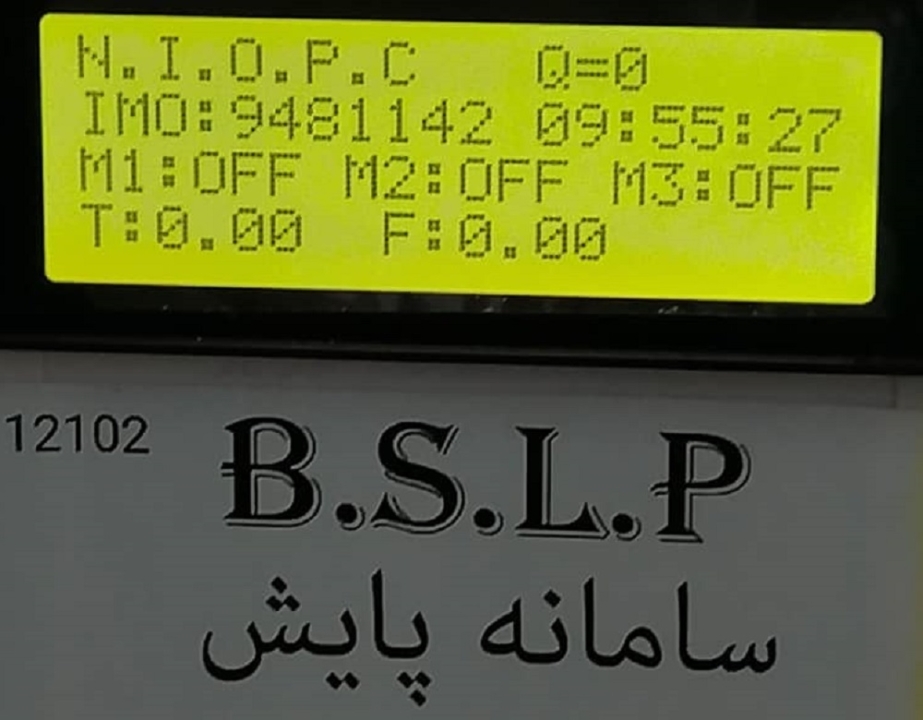 N.I.O.P.C Q=0
IMO:9481142 09:55:27
M1:OFF M2:OFF M3:OFF
T:0.00 F:0.00
12102
B.S.L.P
سامانه پایش